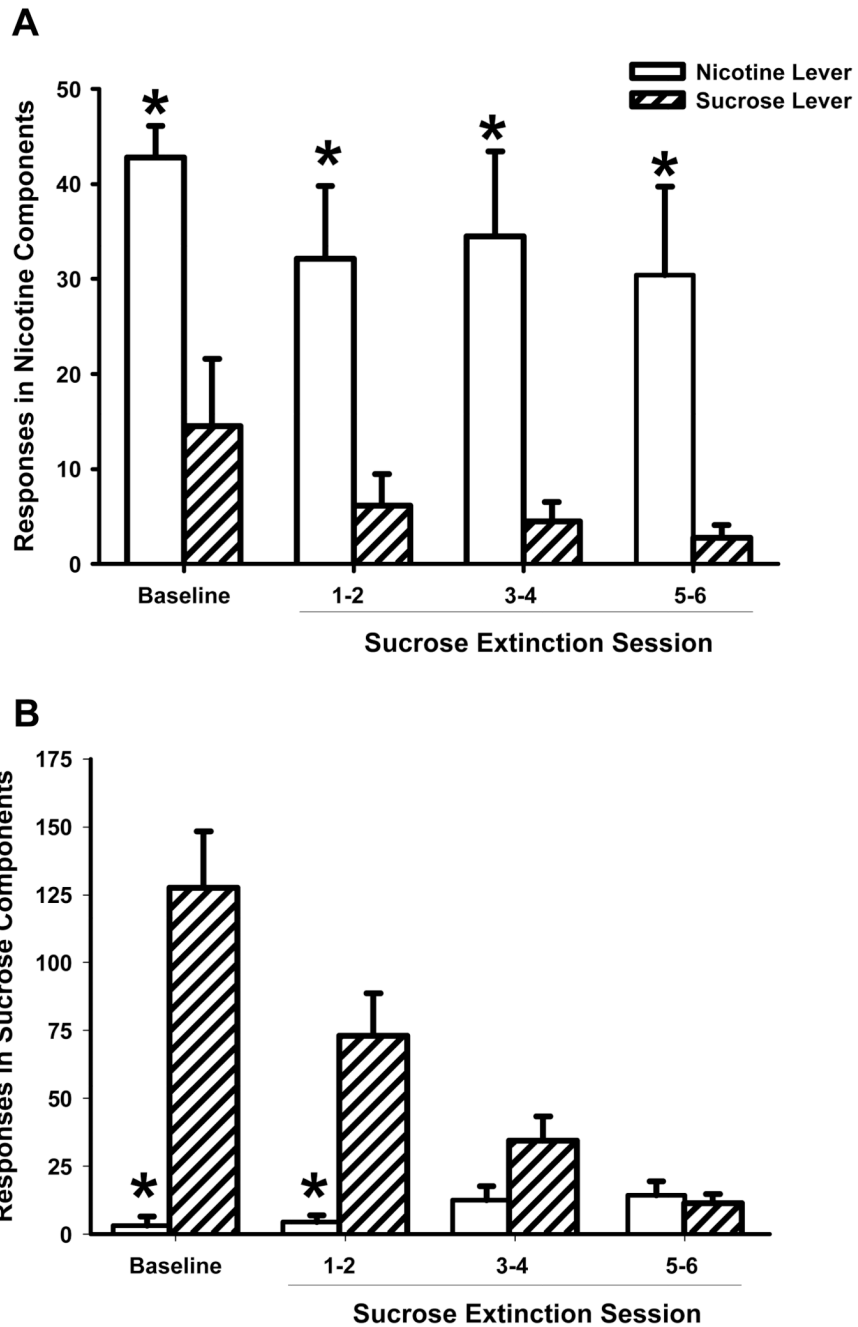 A
Nicotine Lever
Sucrose Lever
Responses in Nicotine Components
50
40
30
20
10
0
*
*
*
*
Baseline
1-2
3-4
5-6
Sucrose Extinction Session
B
Responses in Sucrose Components
175
150
125
100
75
50
25
0
*
*
Baseline
1-2
3-4
5-6
Sucrose Extinction Session